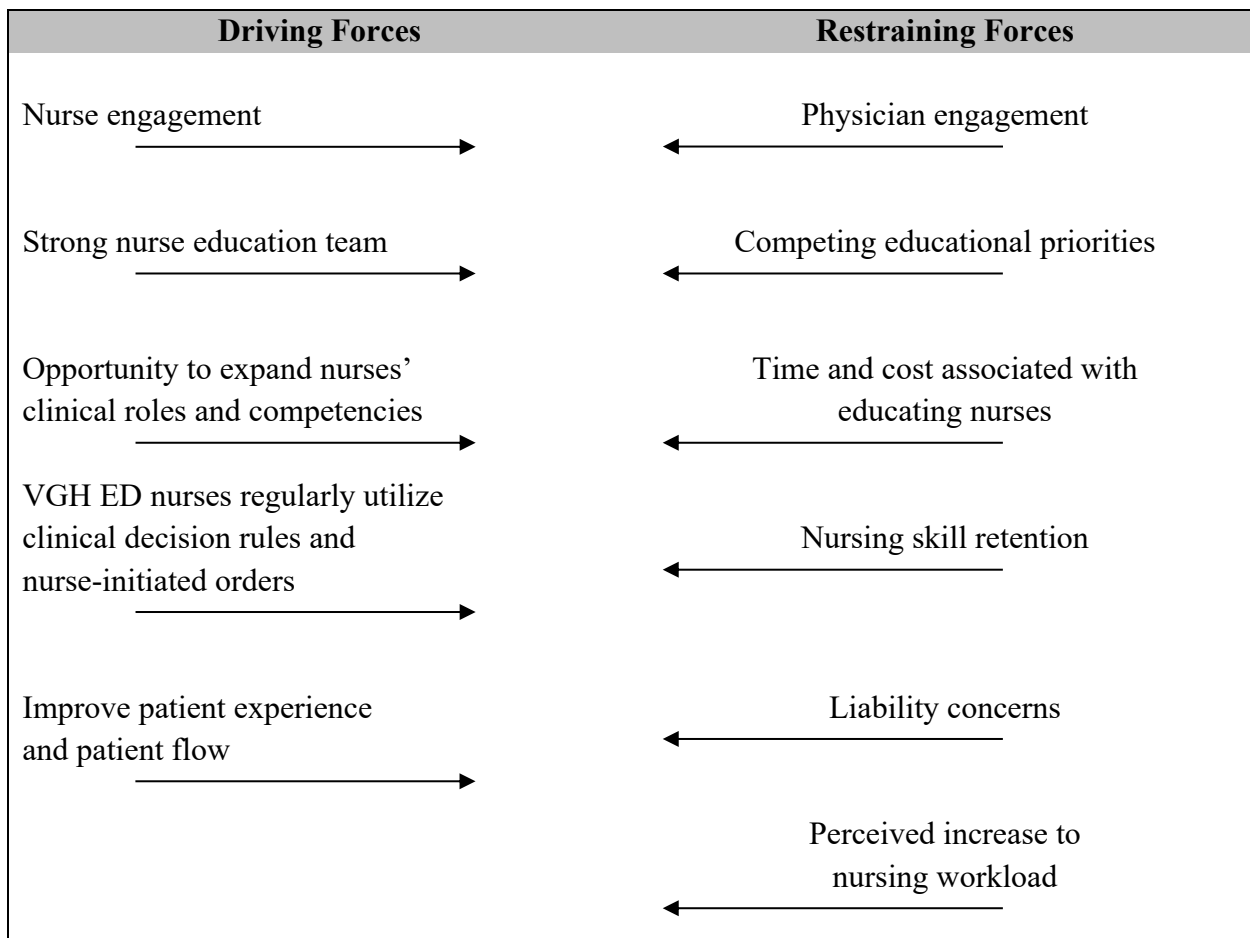 Driving Forces
Restraining Forces
Nurse engagement
Physician engagement
Strong nurse education team
Competing educational priorities
Opportunity to expand nurses’
clinical roles and competencies
Time and cost associated with
educating nurses
VGH ED nurses regularly utilize
clinical decision rules and
nurse-initiated orders
Nursing skill retention
Improve patient experience
and patient flow
Liability concerns
Perceived increase to
nursing workload